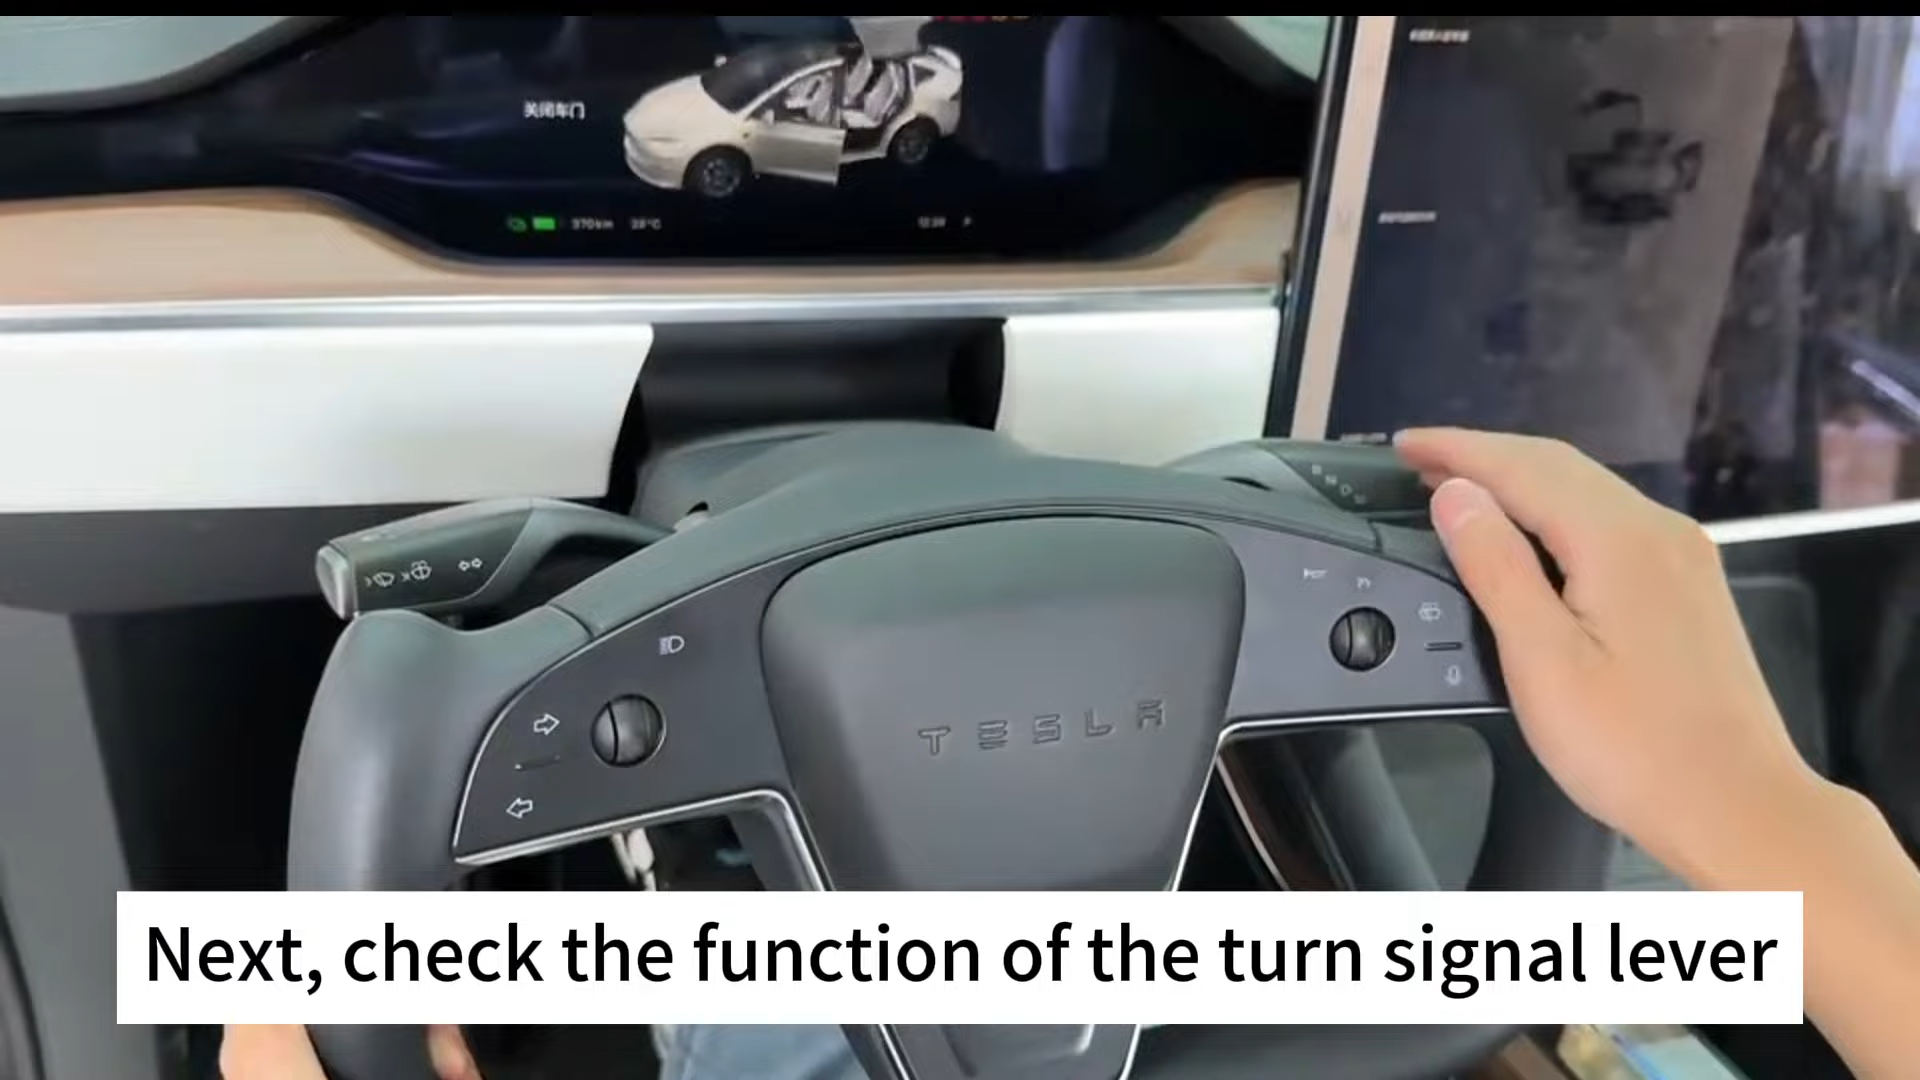 关闭车门
370km
R
N
D
TESLA
Next, check the function of the turn signal lever